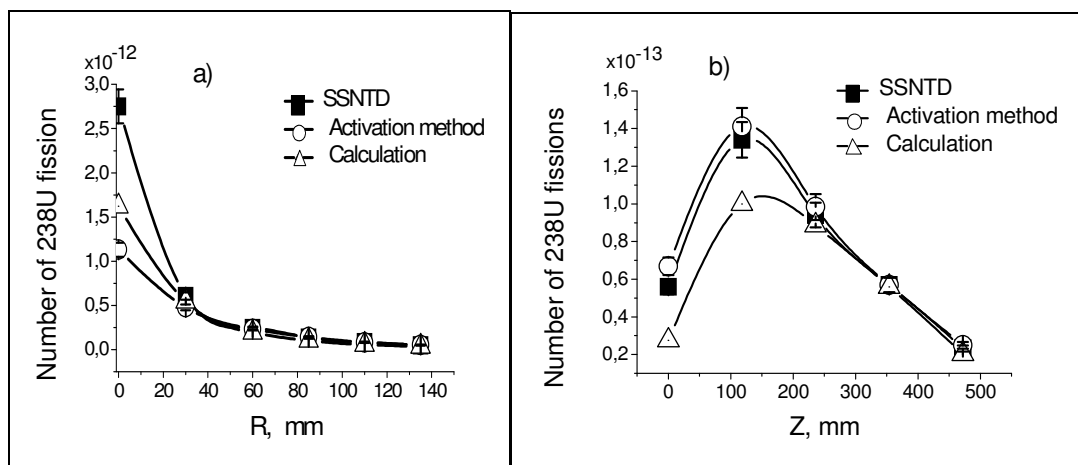 x10-12
a)
SSNTD
Activation method
Calculation
Number of 238U fission
3,0
2,5
2,0
1,5
1,0
0,5
0,0
0 20 40 60 80 100 120 140
R, mm
x10-13
b)
SSNTD
Activation method
Calculation
Number of 238U fissions
1,6
1,4
1,2
1,0
0,8
0,6
0,4
0,2
0 100 200 300 400 500
Z, mm